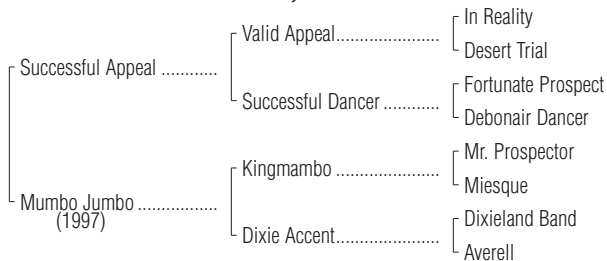 In Reality
Valid Appeal..................
Desert Trial
Successful Appeal ...........
Fortunate Prospect
Successful Dancer ...........
Debonair Dancer
Mr. Prospector
Kingmambo .....................
Miesque
Mumbo Jumbo ................
(1997)
Dixieland Band
Dixie Accent.....................
Averell